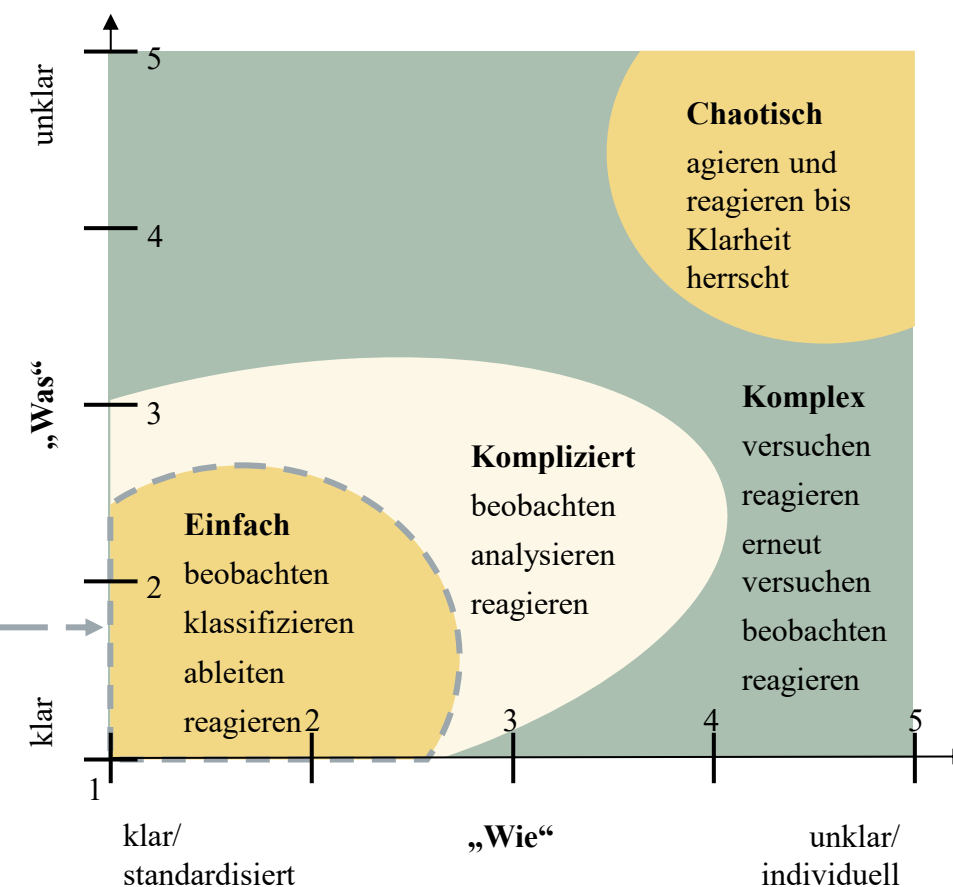 unklar
„Was“
klar
5
4
3
2
1
Chaotisch
agieren und
reagieren bis
Klarheit
herrscht
Komplex
versuchen
reagieren
erneut
versuchen
beobachten
reagieren
Kompliziert
beobachten
analysieren
reagieren
Einfach
beobachten
klassifizieren
ableiten
reagieren
2
3
4
5
klar/
standardisiert
„Wie“
unklar/
individuell